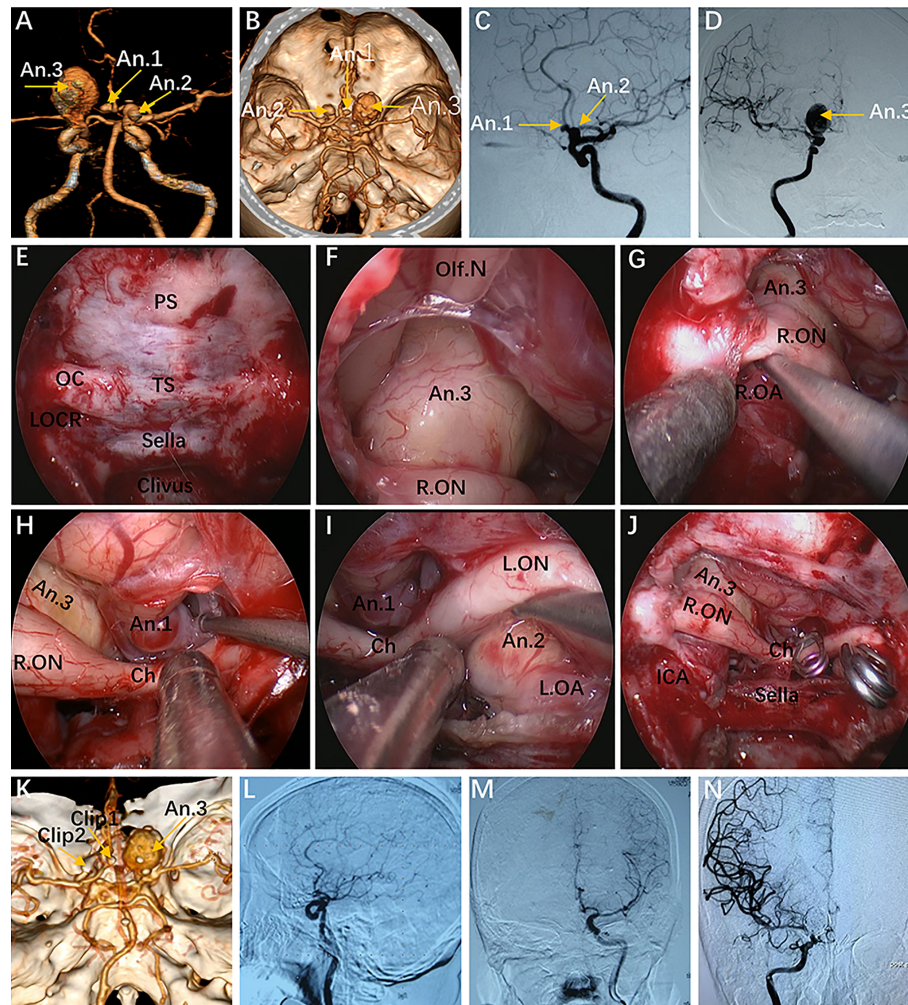 A
An.3
An.1
An.2
B
An.1
An.2
An.3
C
An.2
An.1
D
An.3
E
PS
OC
TS
LOCR
Sella
Clivus
F
Olf.N
An.3
R.ON
G
An.3
R.ON
R.OA
H
An.3
An.1
R.ON
Ch
I
L.ON
An.1
Ch
An.2
L.OA
J
An.3
R.ON
Ch
ICA
Sella
K
Clip1
An.3
Clip2
L
M
N